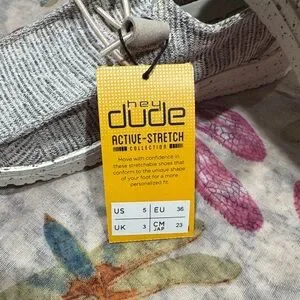 hey
dude
ACTIVE-STRETCH
COLLECTION
Move with confidence in
these stretchable shoes that
conform to the unique shape
of your foot for a more
personalized fit.
US 5 EU 36
UK 3 CM JAP 23